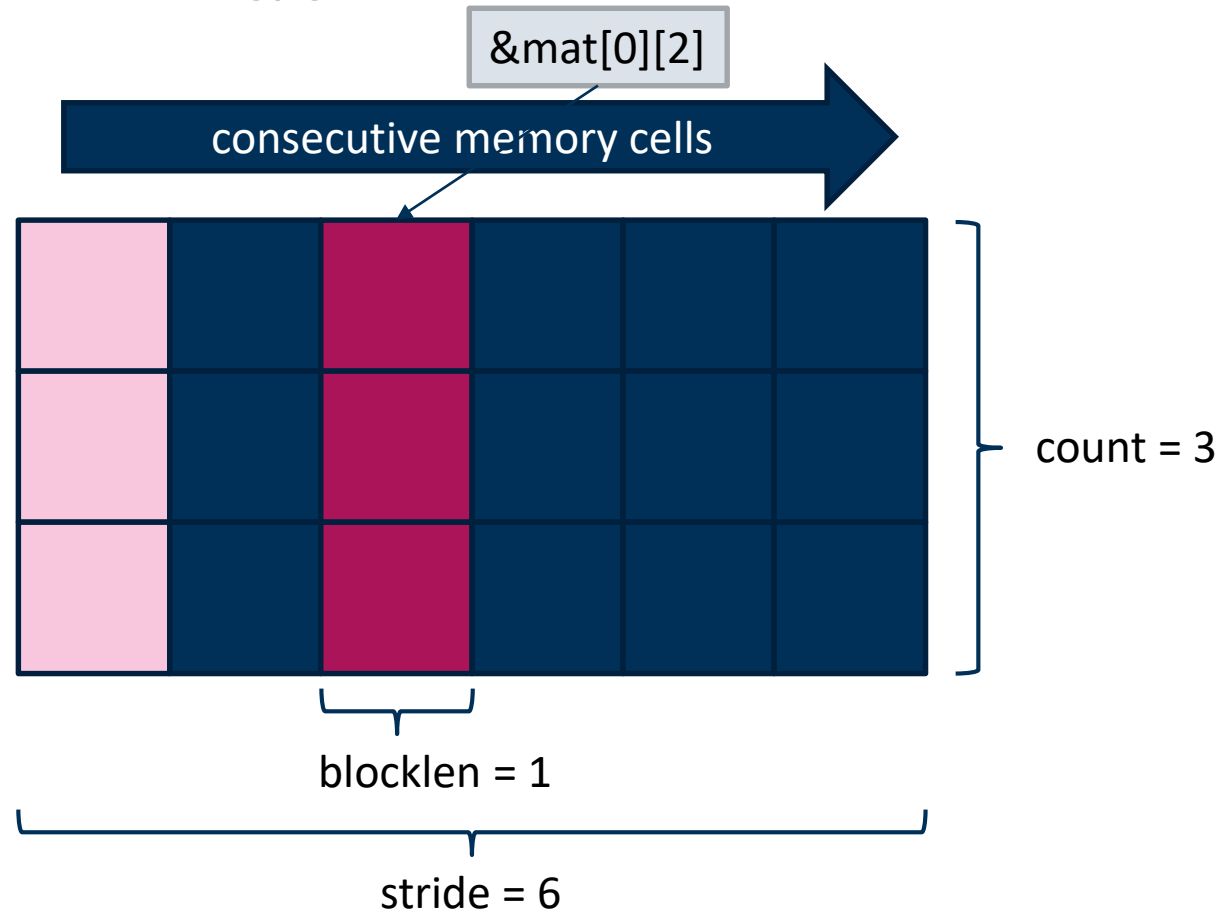 &mat[0][2]
consecutive memory cells
count = 3
blocklen = 1
stride = 6